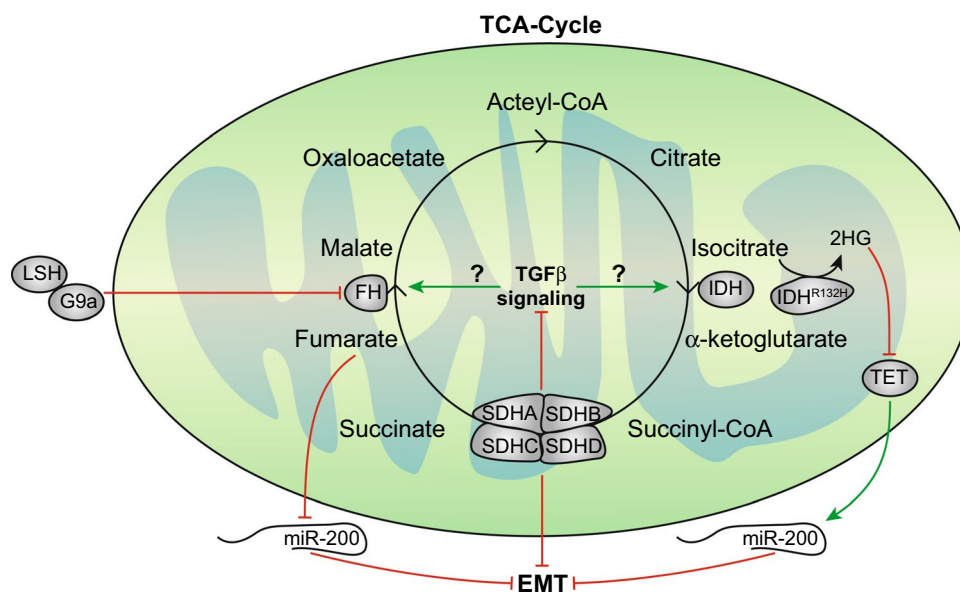 TCA-Cycle
Acteyl-CoA
Oxaloacetate
Citrate
Malate
Isocitrate
2HG
LSH
G9a
FH
?
TGFβ
signaling
?
IDH
IDHR132H
Fumarate
α-ketoglutarate
TET
SDHA
SDHB
Succinate
Succinyl-CoA
SDHC
SDHD
miR-200
miR-200
EMT